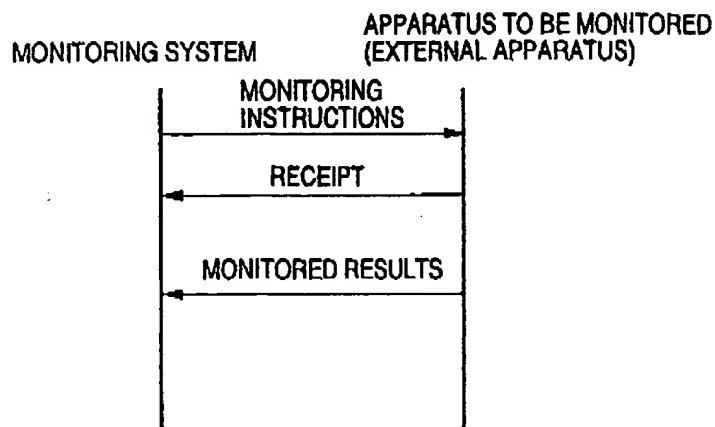 APPARATUS TO BE MONITORED
(EXTERNAL APPARATUS)
MONITORING SYSTEM
MONITORING
INSTRUCTIONS
RECEIPT
MONITORED RESULTS